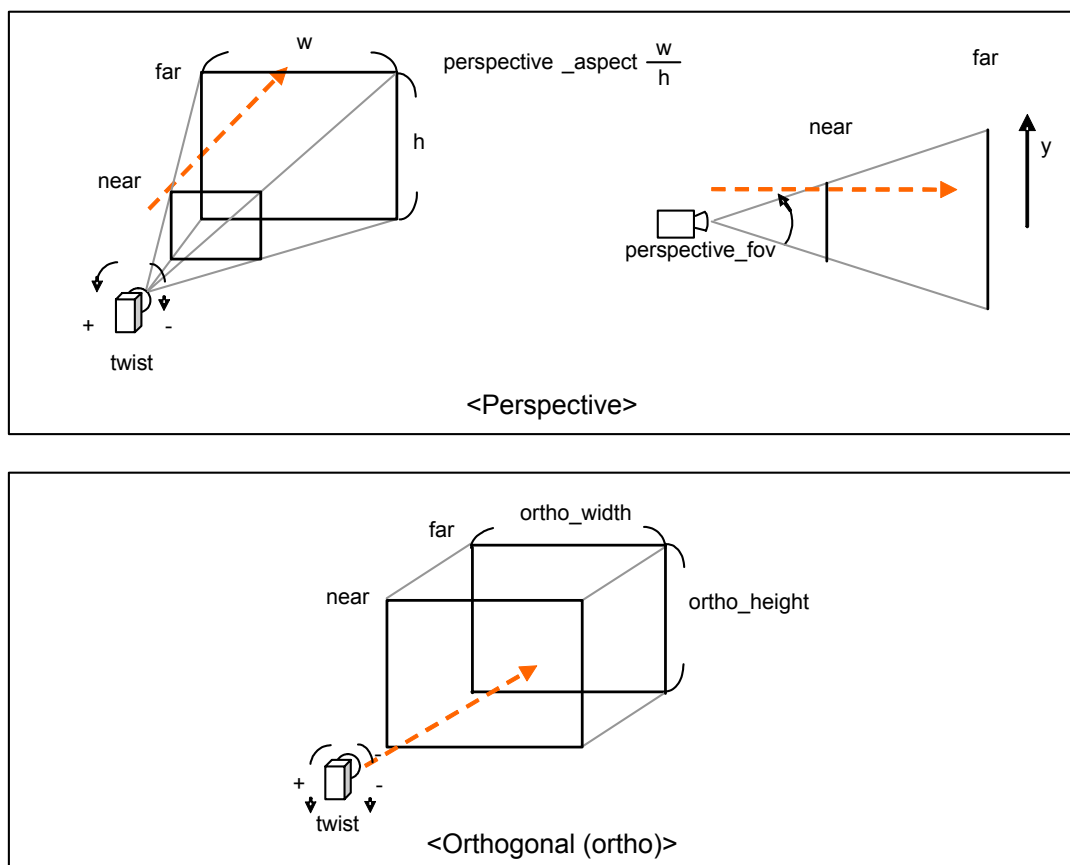 w
far
perspective _aspect w
h
h
near
+ -
twist
far
near
y
perspective_fov
<Perspective>
ortho_width
far
near
ortho_height
-
+ -
twist
<Orthogonal (ortho)>